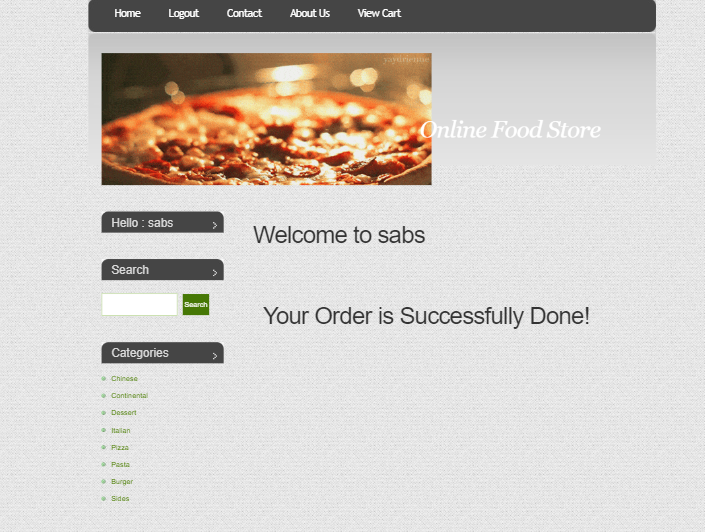 Home Logout Contact About Us View Cart
Online Food Store
Hello : sabs
Welcome to sabs
Search
Search
Your Order is Successfully Done!
Categories
Chinese
Continental
Dessert
Italian
Pizza
Pasta
Burger
Sides